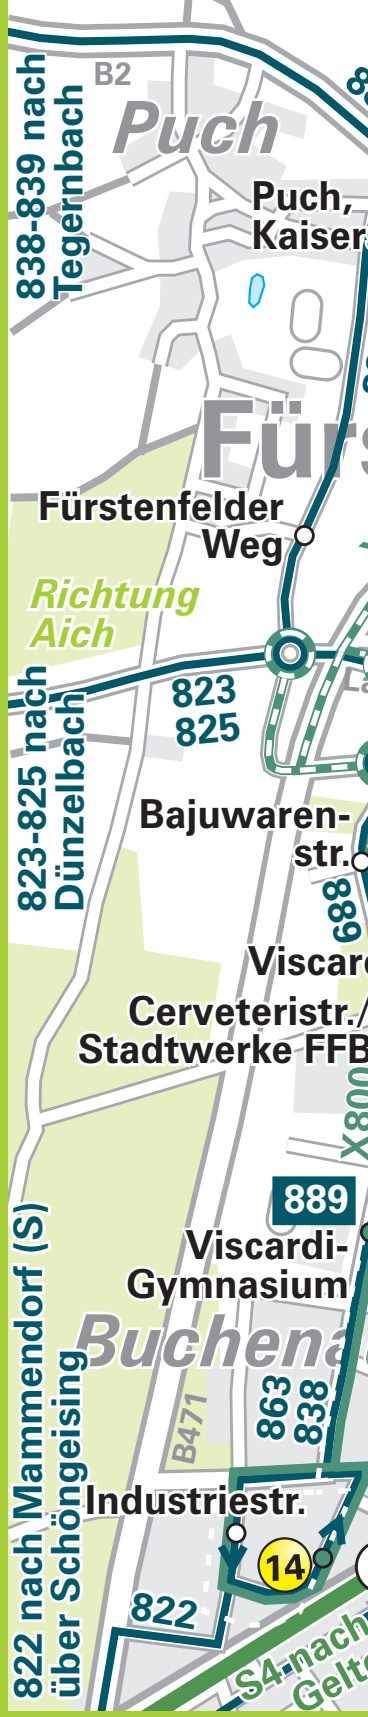 B2
Puch
838-839 nach
Tegernbach
Puch,
Kaiser
Fürs
Fürstenfelder
Weg
Richtung
Aich
823
825
823-825 nach
Dünzelbach
Bajuwaren-
str.
889
Viscard
Cerveteristr./
Stadtwerke FFB
X800
889
Viscardi-
Gymnasium
Buchena
B471
863
838
Industriestr.
14
822
822 nach Mammendorf (S)
über Schöngeising
S4 nach
Gelte